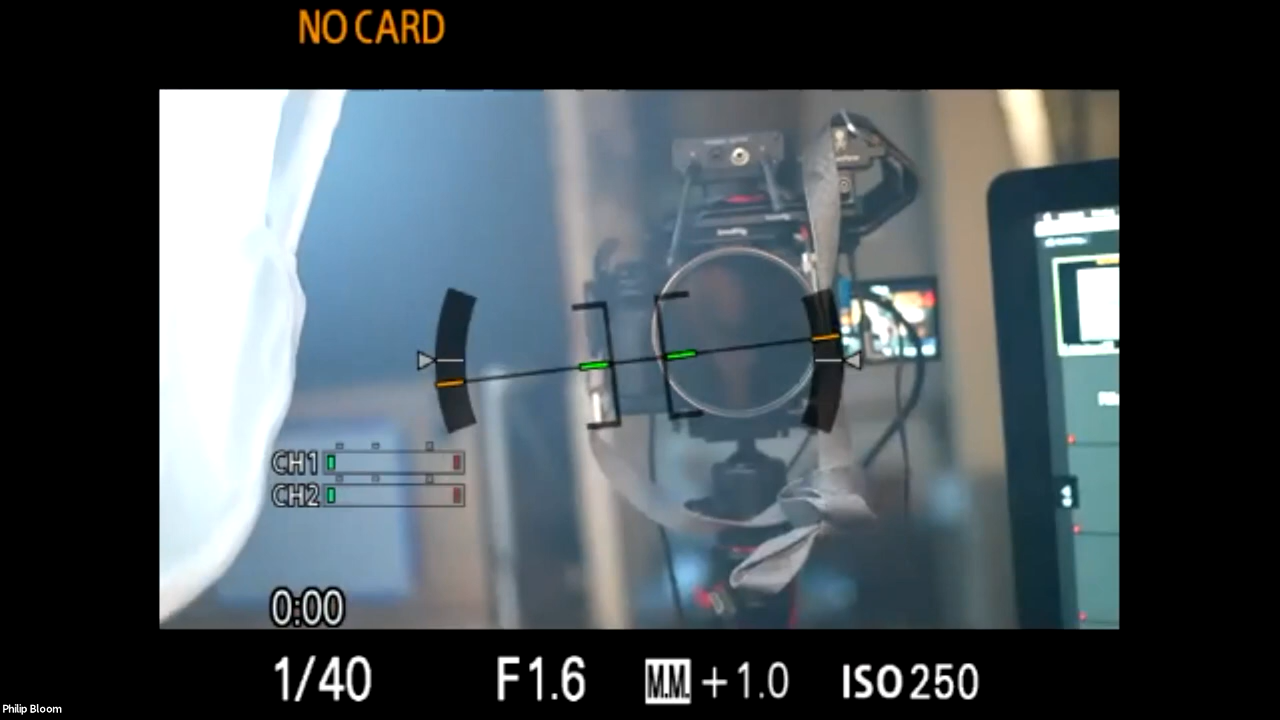 NO CARD
CH1
CH2
0:00
1/40 F1.6 M.M. +1.0 ISO 250
Philip Bloom